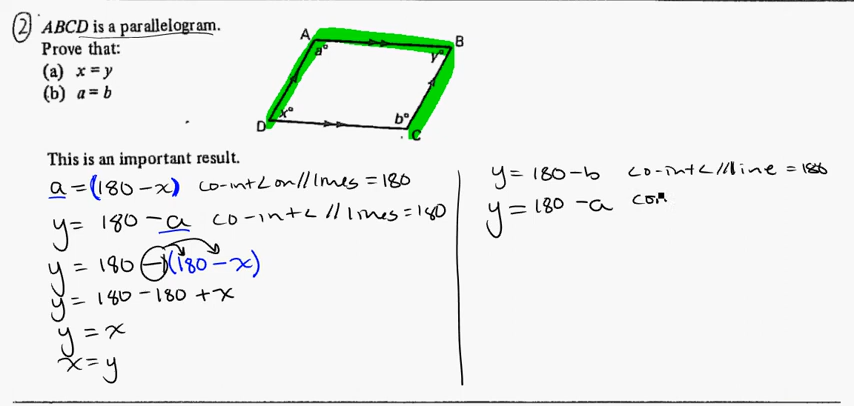 ② ABCD is a parallelogram.
Prove that:
(a) x = y
(b) a = b
A
B
a°
y°
x°
b°
D
C
This is an important result.
a = (180 - x) co-int∠ on // lines = 180
y = 180 - a co-int∠ // lines = 180
y = 180 - (180 - x)
y = 180 - 180 + x
y = x
x = y
y = 180 - b co-int∠ // line = 180
y = 180 - a co